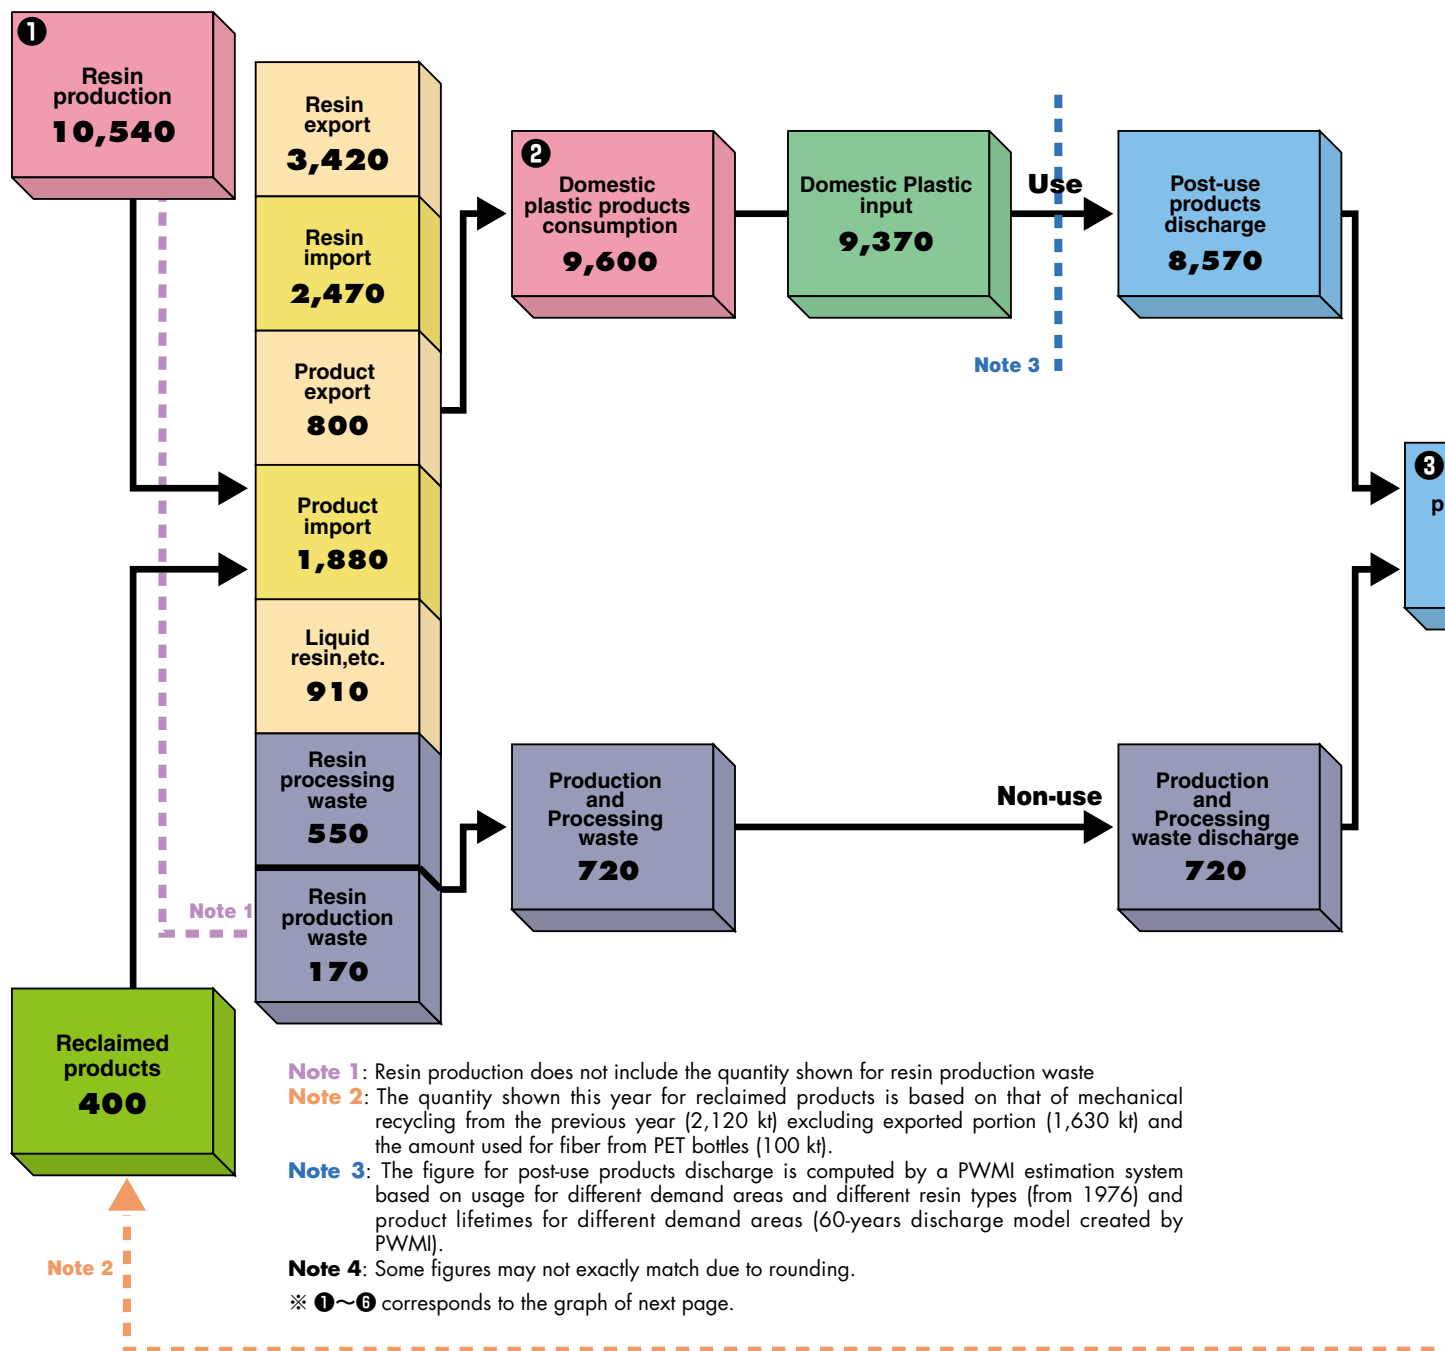 ❶
Resin
production
10,540
Resin
export
3,420
Resin
import
2,470
Product
export
800
Product
import
1,880
Liquid
resin,etc.
910
Resin
processing
waste
550
Resin
production
waste
170
❷
Domestic
plastic products
consumption
9,600
Domestic Plastic
input
9,370
Use
Note 3
Post-use
products
discharge
8,570
❸
p
Production
and
Processing
waste
720
Non-use
Production
and
Processing
waste discharge
720
Note 1
Reclaimed
products
400
Note 2
Note 1: Resin production does not include the quantity shown for resin production waste
Note 2: The quantity shown this year for reclaimed products is based on that of mechanical
recycling from the previous year (2,120 kt) excluding exported portion (1,630 kt) and
the amount used for fiber from PET bottles (100 kt).
Note 3: The figure for post-use products discharge is computed by a PWMI estimation system
based on usage for different demand areas and different resin types (from 1976) and
product lifetimes for different demand areas (60-years discharge model created by
PWMI).
Note 4: Some figures may not exactly match due to rounding.
※ ❶〜❻ corresponds to the graph of next page.